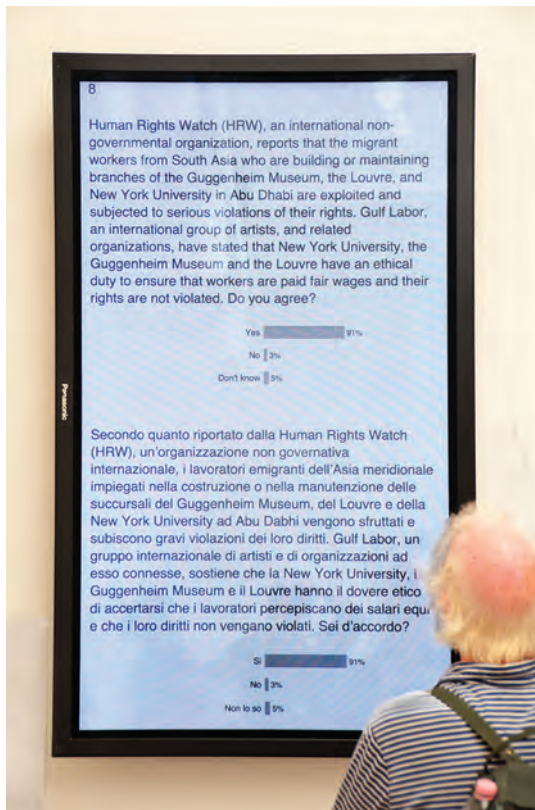 8
Human Rights Watch (HRW), an international non-
governmental organization, reports that the migrant
workers from South Asia who are building or maintaining
branches of the Guggenheim Museum, the Louvre, and
New York University in Abu Dhabi are exploited and
subjected to serious violations of their rights. Gulf Labor,
an international group of artists, and related
organizations, have stated that New York University, the
Guggenheim Museum and the Louvre have an ethical
duty to ensure that workers are paid fair wages and their
rights are not violated. Do you agree?
Yes 91%
No 3%
Don't know 5%
Panasonic
Secondo quanto riportato dalla Human Rights Watch
(HRW), un'organizzazione non governativa
internazionale, i lavoratori emigranti dell'Asia meridionale
impiegati nella costruzione o nella manutenzione delle
succursali del Guggenheim Museum, del Louvre e della
New York University ad Abu Dabhi vengono sfruttati e
subiscono gravi violazioni dei loro diritti. Gulf Labor, un
gruppo internazionale di artisti e di organizzazioni ad
esso connesse, sostiene che la New York University, i
Guggenheim Museum e il Louvre hanno il dovere etico
di accertarsi che i lavoratori percepiscano dei salari equi
e che i loro diritti non vengano violati. Sei d'accordo?
Si 91%
No 3%
Non lo so 5%